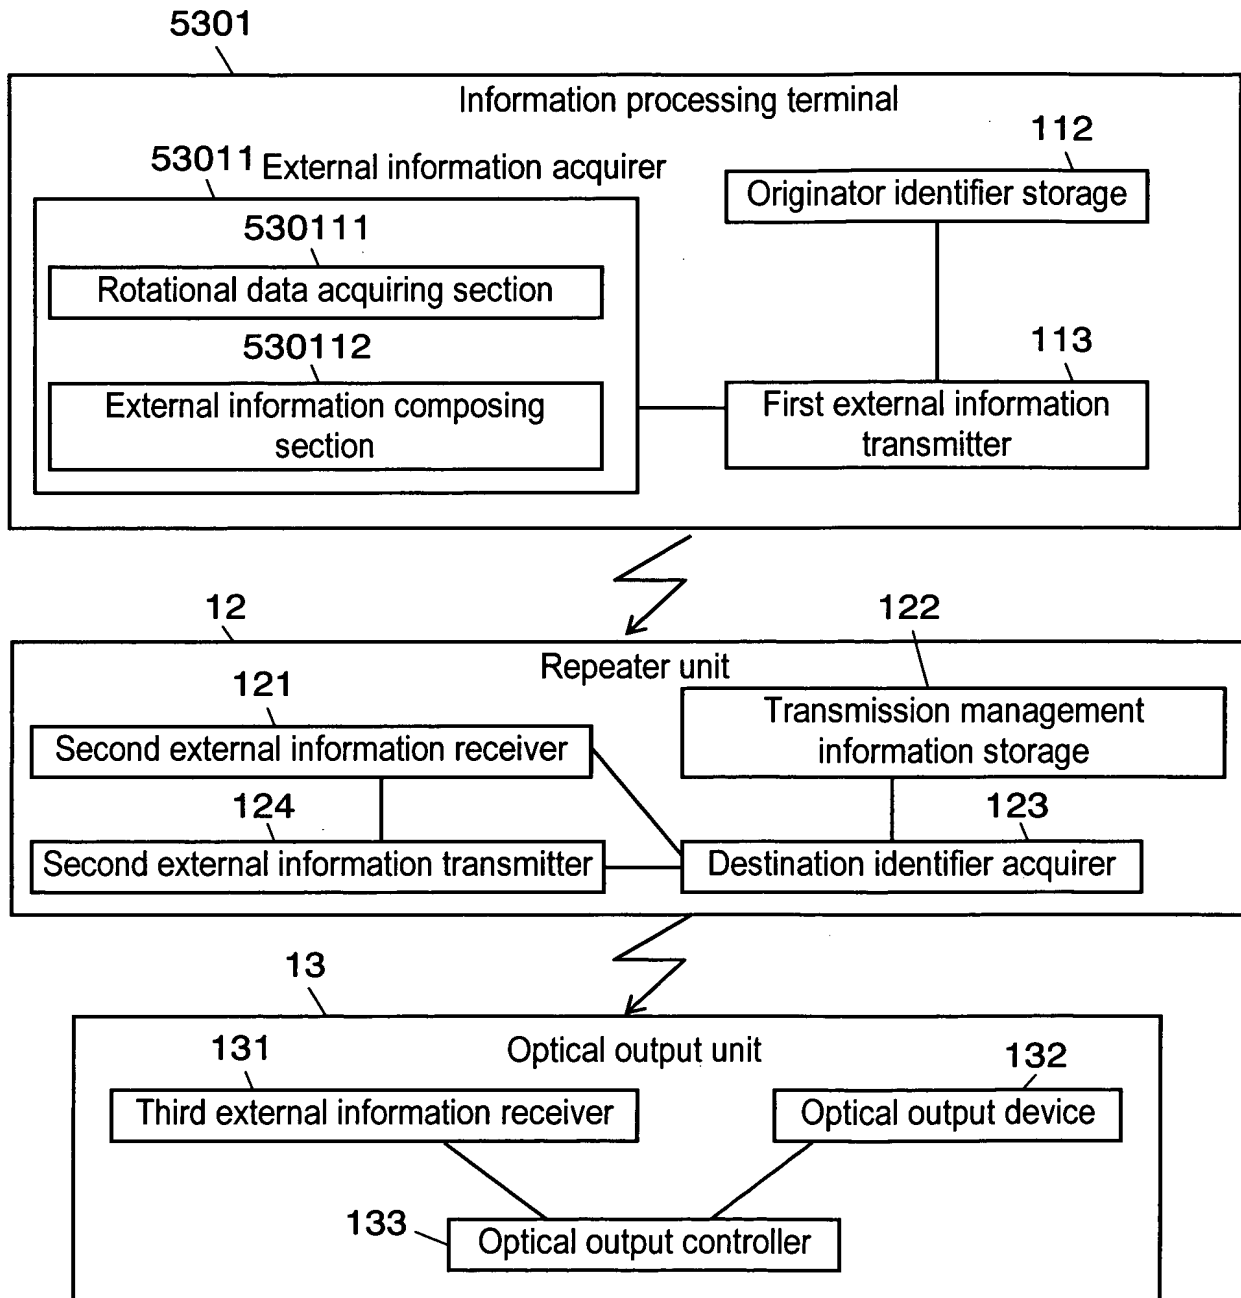 5301
Information processing terminal
53011
External information acquirer
112
Originator identifier storage
530111
Rotational data acquiring section
530112
External information composing
section
113
First external information
transmitter
12
Repeater unit
122
121
Second external information receiver
Transmission management
information storage
124
Second external information transmitter
123
Destination identifier acquirer
13
Optical output unit
131
Third external information receiver
132
Optical output device
133
Optical output controller